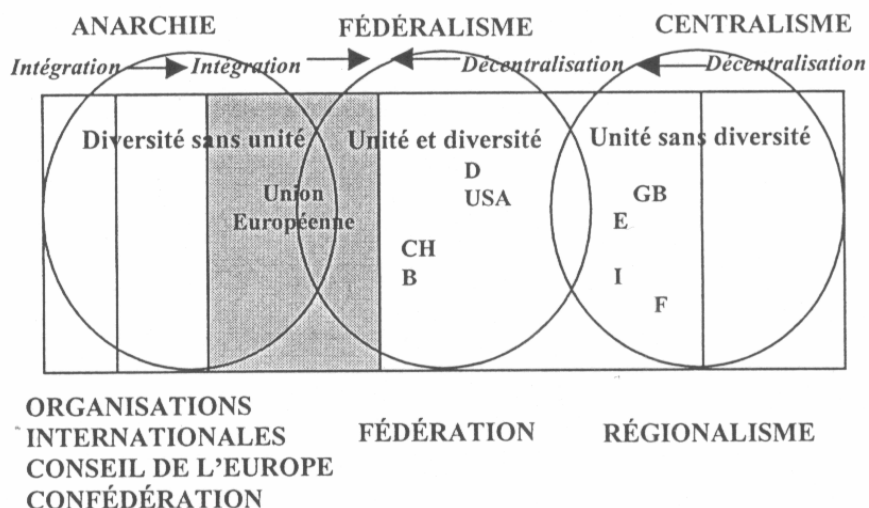 ANARCHIE FÉDÉRALISME CENTRALISME
Intégration Intégration Décentralisation Décentralisation
Diversité sans unité Unité et diversité Unité sans diversité
D
Union USA GB
Européenne E
CH
B I
F
ORGANISATIONS
INTERNATIONALES FÉDÉRATION RÉGIONALISME
CONSEIL DE L'EUROPE
CONFÉDÉRATION